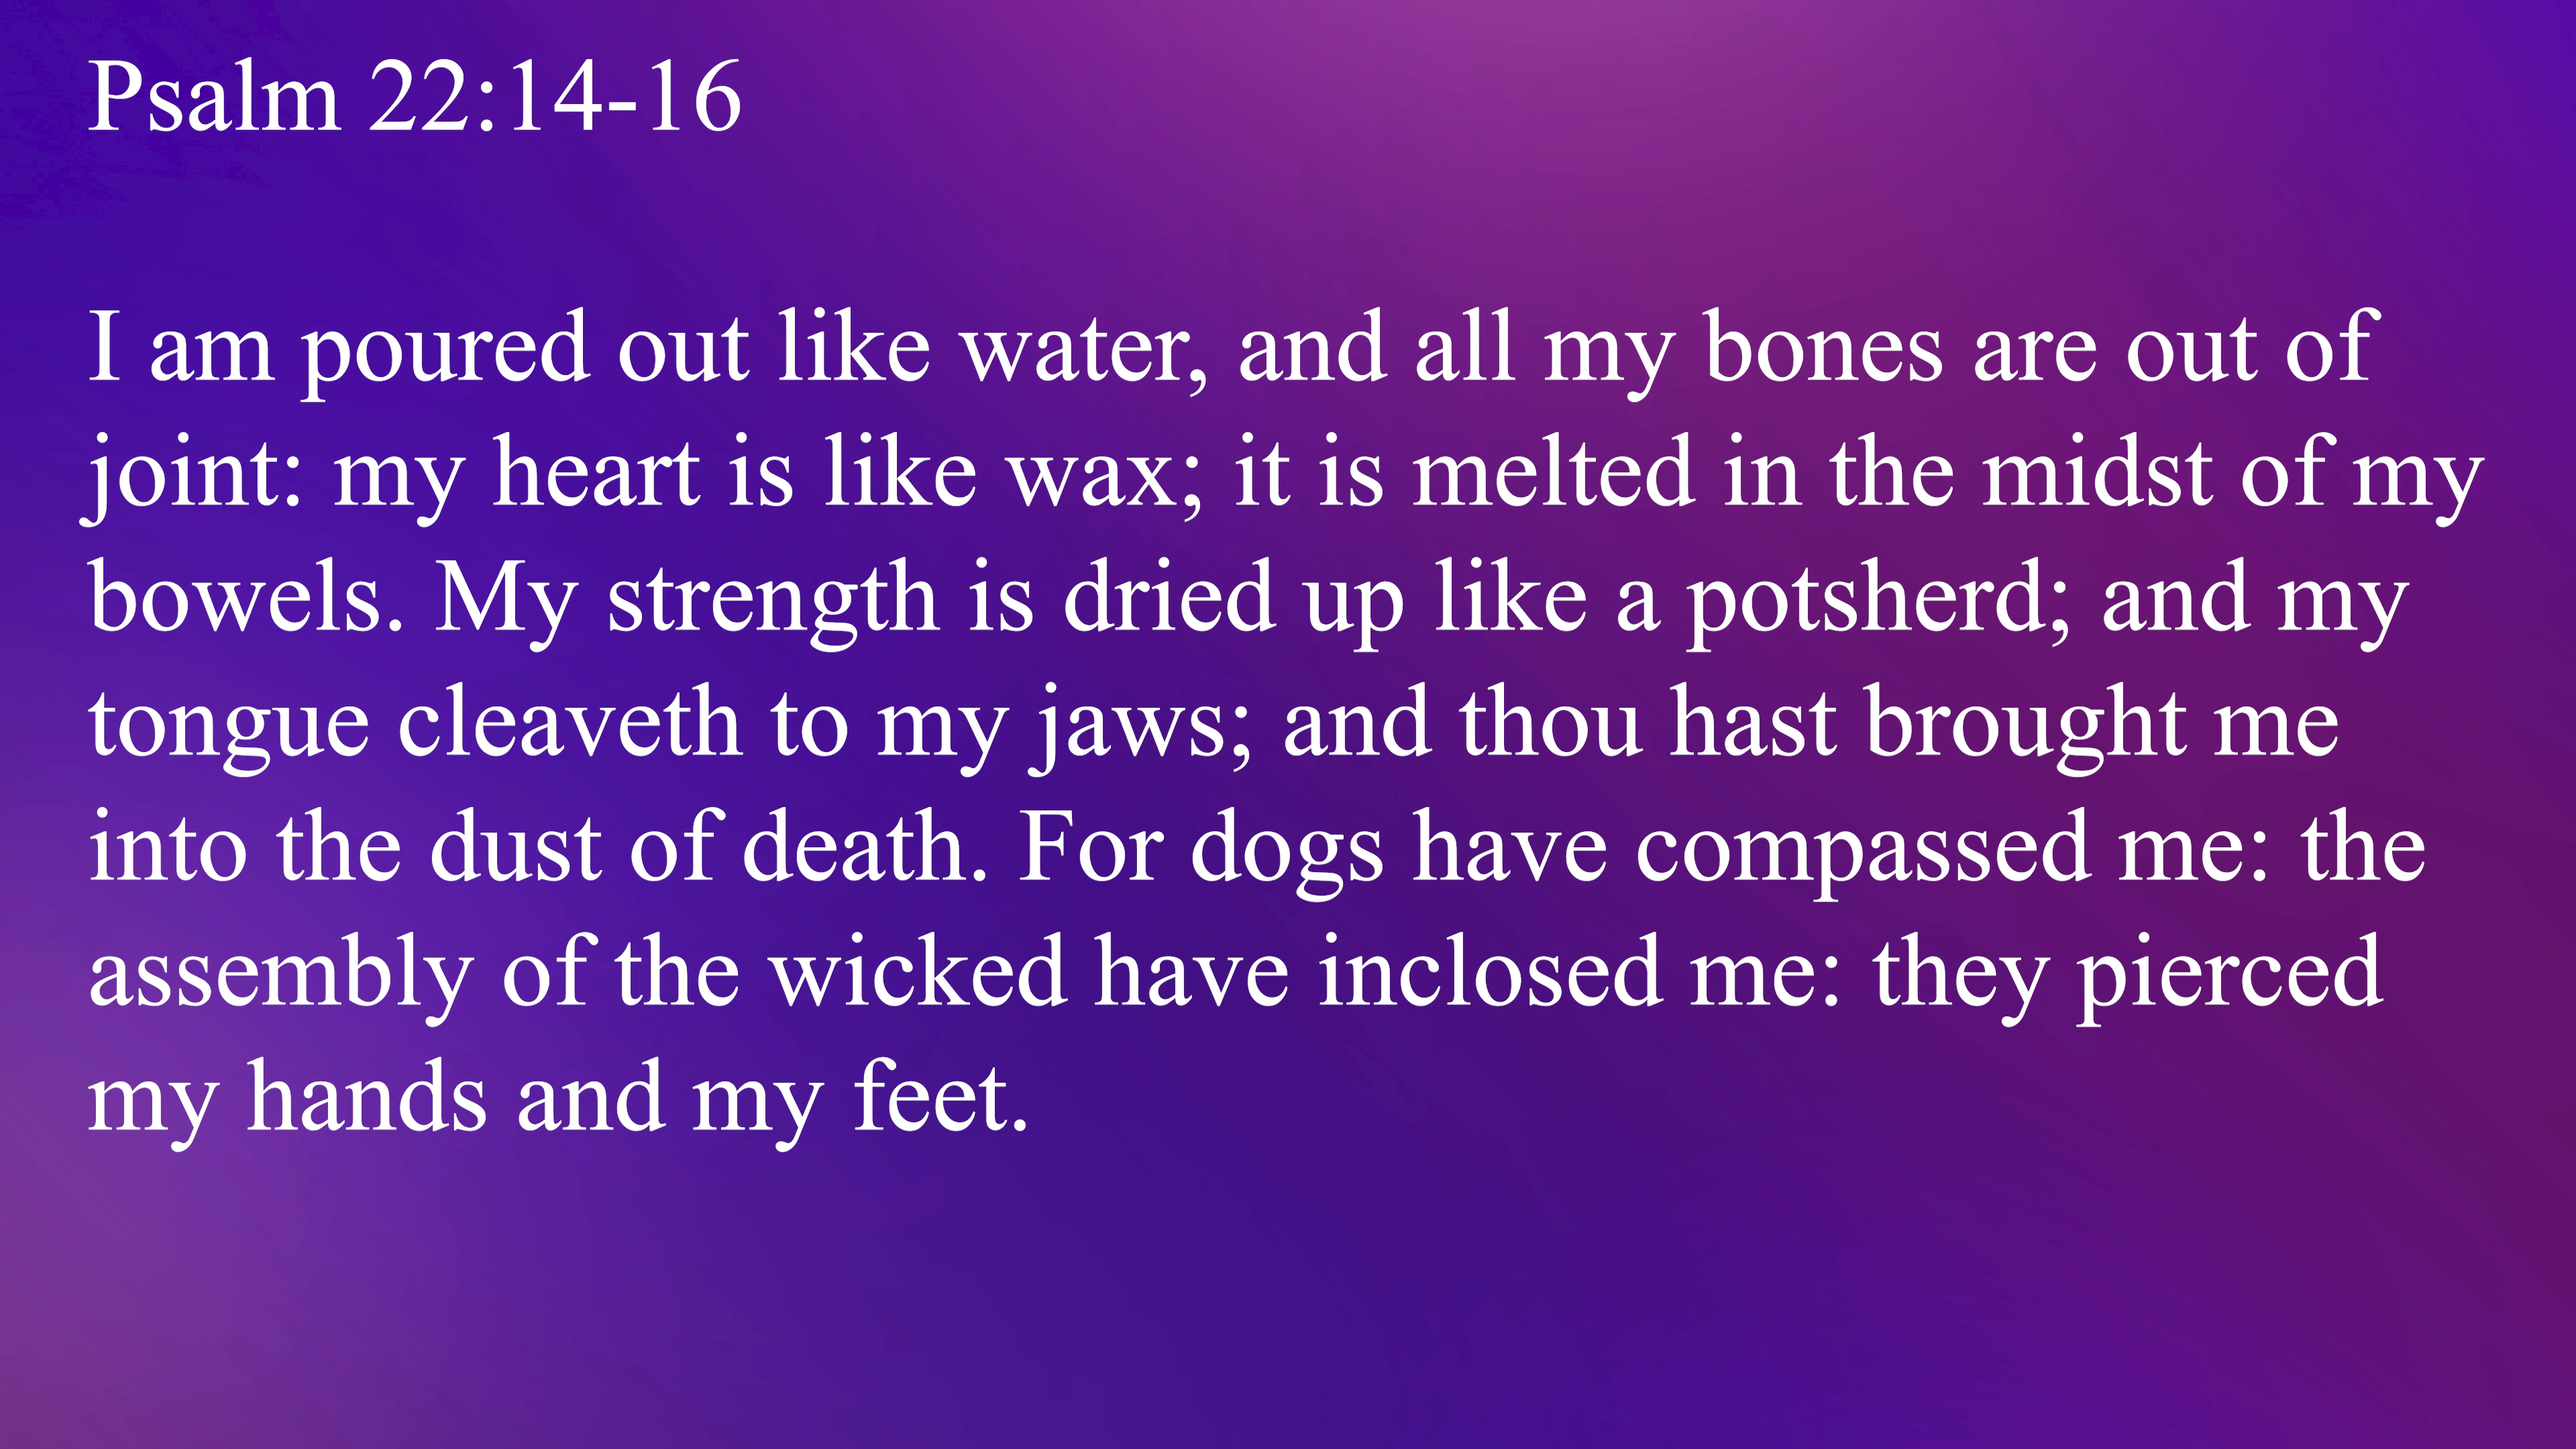 Psalm 22:14-16
I am poured out like water, and all my bones are out of
joint: my heart is like wax; it is melted in the midst of my
bowels. My strength is dried up like a potsherd; and my
tongue cleaveth to my jaws; and thou hast brought me
into the dust of death. For dogs have compassed me: the
assembly of the wicked have inclosed me: they pierced
my hands and my feet.